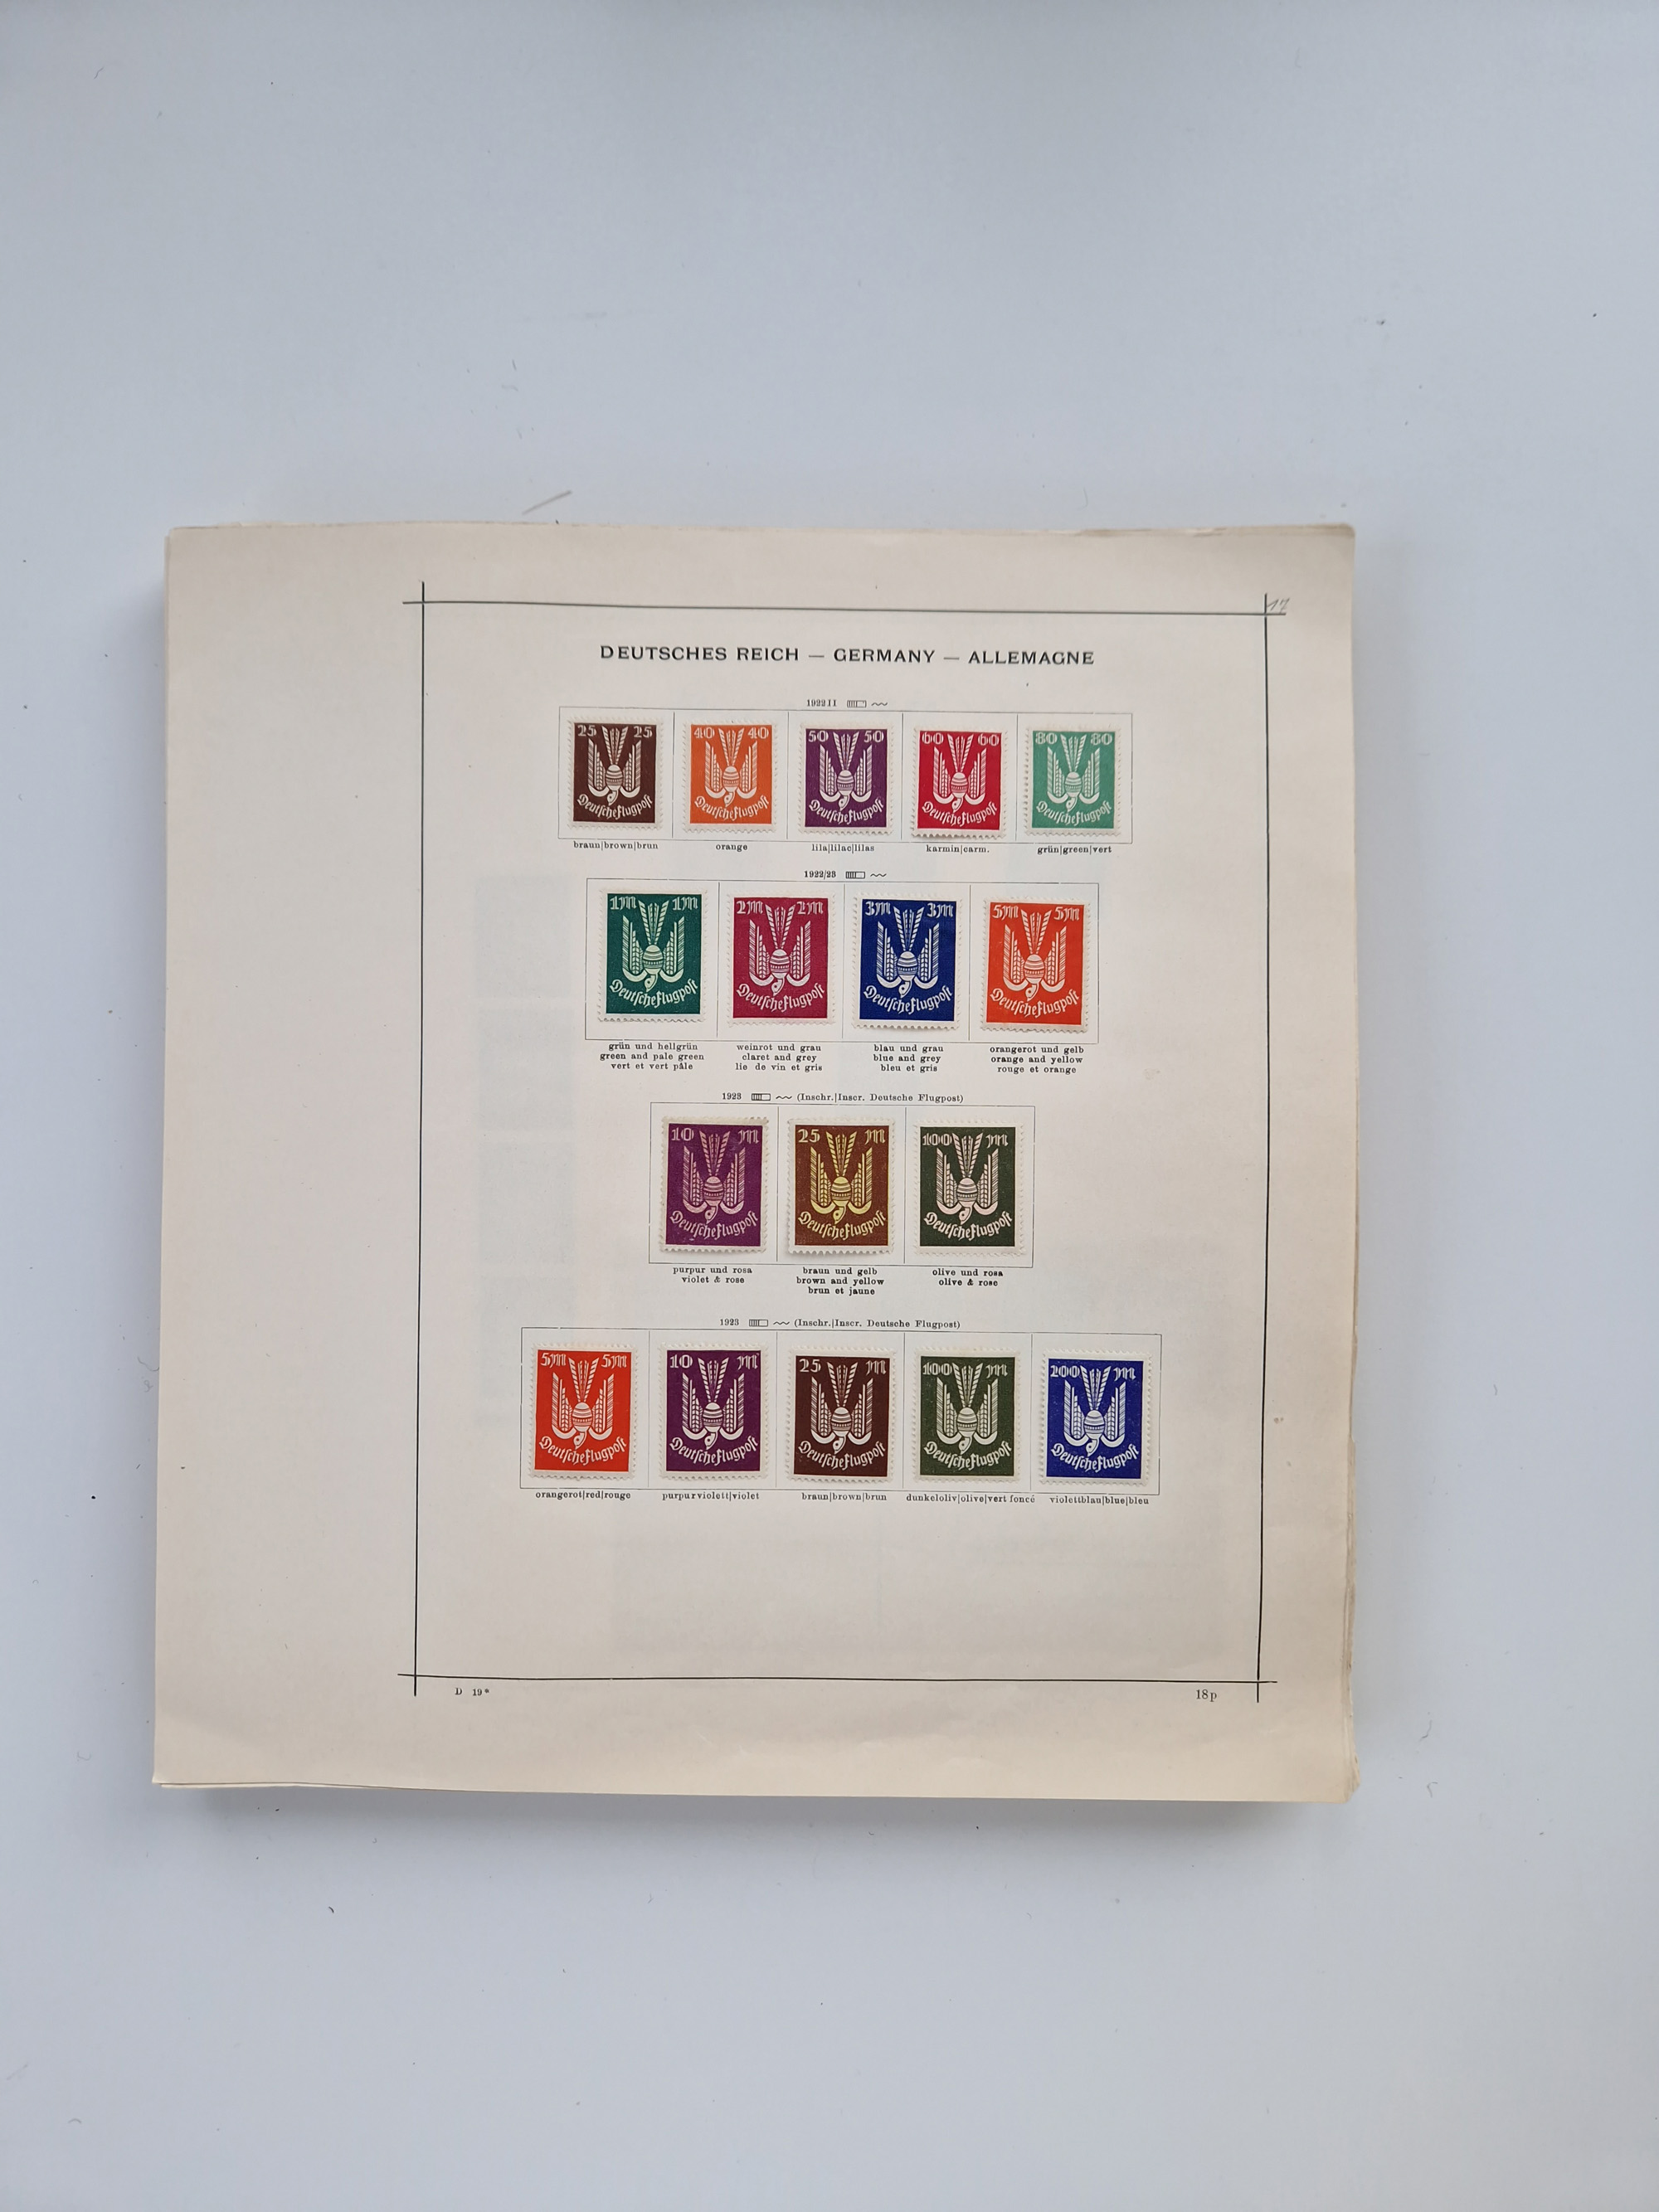 17
DEUTSCHES REICH — GERMANY — ALLEMAGNE
1922 II
25 25 40 40 50 50 60 60 80 80
Deutsche Flugpost Deutsche Flugpost Deutsche Flugpost Deutsche Flugpost Deutsche Flugpost
braun|brown|brun orange lila|lilac|lilas karmin|carm. grün|green|vert
1922/23
1M 1M 2M 2M 3M 3M 5M 5M
Deutsche Flugpost Deutsche Flugpost Deutsche Flugpost Deutsche Flugpost
grün und hellgrün weinrot und grau blau und grau orangerot und gelb
green and pale green claret and grey blue and grey orange and yellow
vert et vert pâle lie de vin et gris bleu et gris rouge et orange
1923 (Inschr.|Inscr. Deutsche Flugpost)
10 M 25 M 100 M
Deutsche Flugpost Deutsche Flugpost Deutsche Flugpost
purpur und rosa braun und gelb olive und rosa
violet & rose brown and yellow olive & rose
brun et jaune
1923 (Inschr.|Inscr. Deutsche Flugpost)
5M 5M 10 M 25 M 100 M 200 M
Deutsche Flugpost Deutsche Flugpost Deutsche Flugpost Deutsche Flugpost Deutsche Flugpost
orangerot|red|rouge purpurviolett|violet braun|brown|brun dunkeloliv|olive|vert foncé violettblau|blue|bleu
D 19* 18p